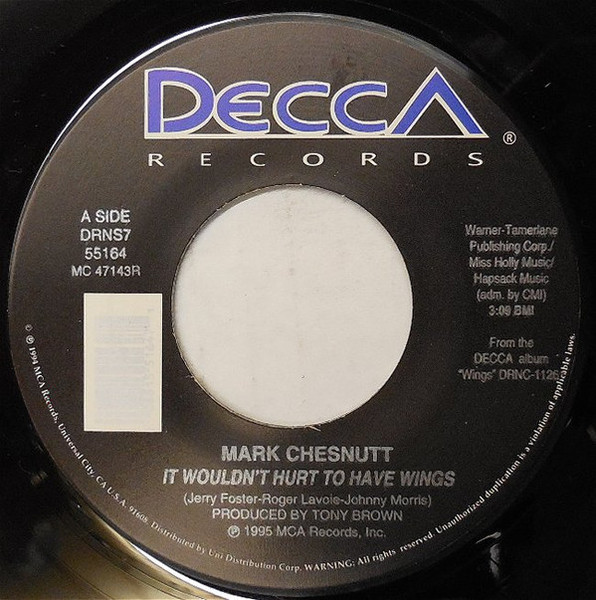 DECCA
®
RECORDS
A SIDE
DRNS7
55164
MC 47143R
Warner-Tamerlane
Publishing Corp./
Miss Holly Music/
Hapsack Music
(adm. by CMI)
3:09 BMI
From the
DECCA album
"Wings" DRNC-11261
MARK CHESNUTT
IT WOULDN'T HURT TO HAVE WINGS
(Jerry Foster-Roger Lavoie-Johnny Morris)
PRODUCED BY TONY BROWN
℗ 1995 MCA Records, Inc.
© ℗ 1994 MCA Records, Universal City, CA U.S.A. 91608. Distributed by Uni Distribution Corp. WARNING: All rights reserved. Unauthorized duplication is a violation of applicable laws.